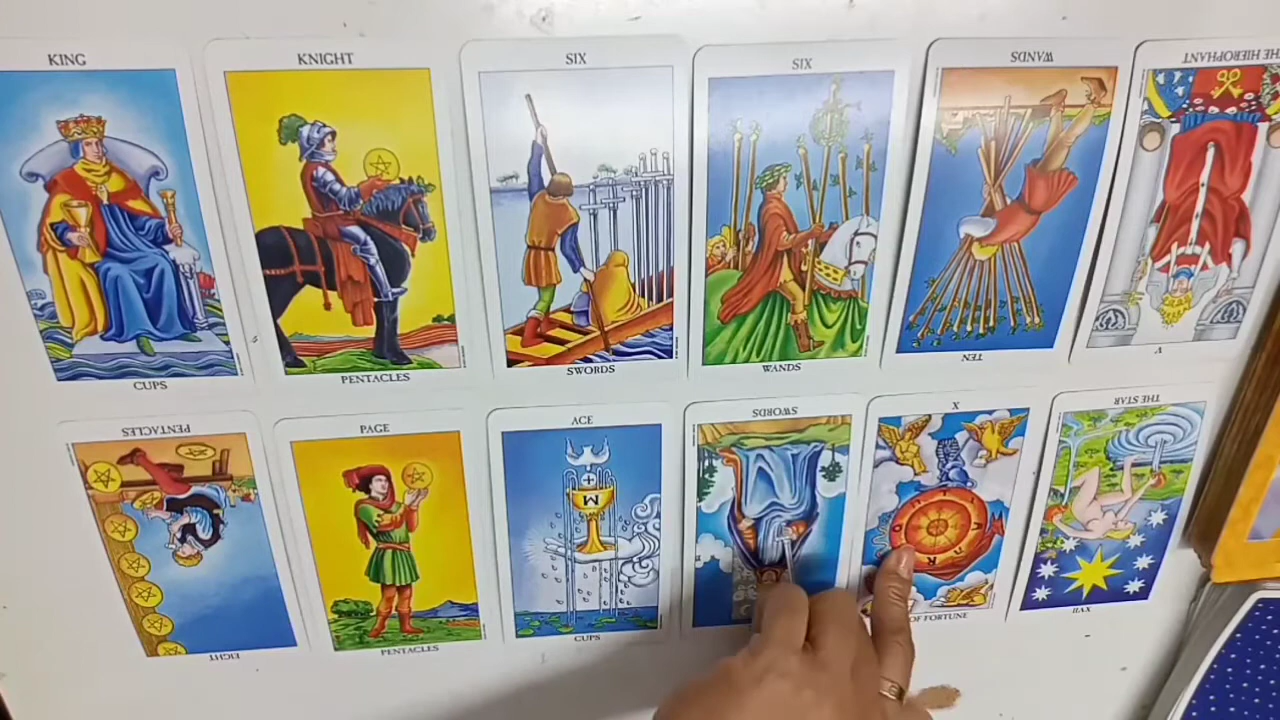 KING
CUPS
KNIGHT
PENTACLES
SIX
SWORDS
SIX
WANDS
WANDS
TEN
THE HIEROPHANT
V
PENTACLES
EIGHT
PAGE
PENTACLES
ACE
M
CUPS
SWORDS
X
OF FORTUNE
THE STAR
XVII